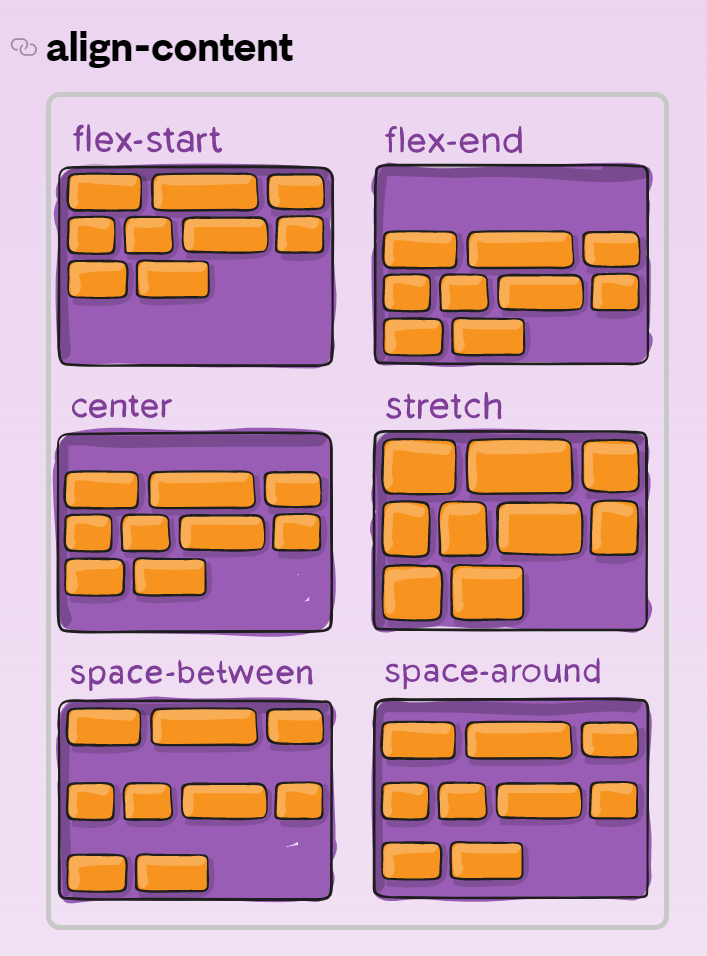 align-content
flex-start
flex-end
center
stretch
space-between
space-around